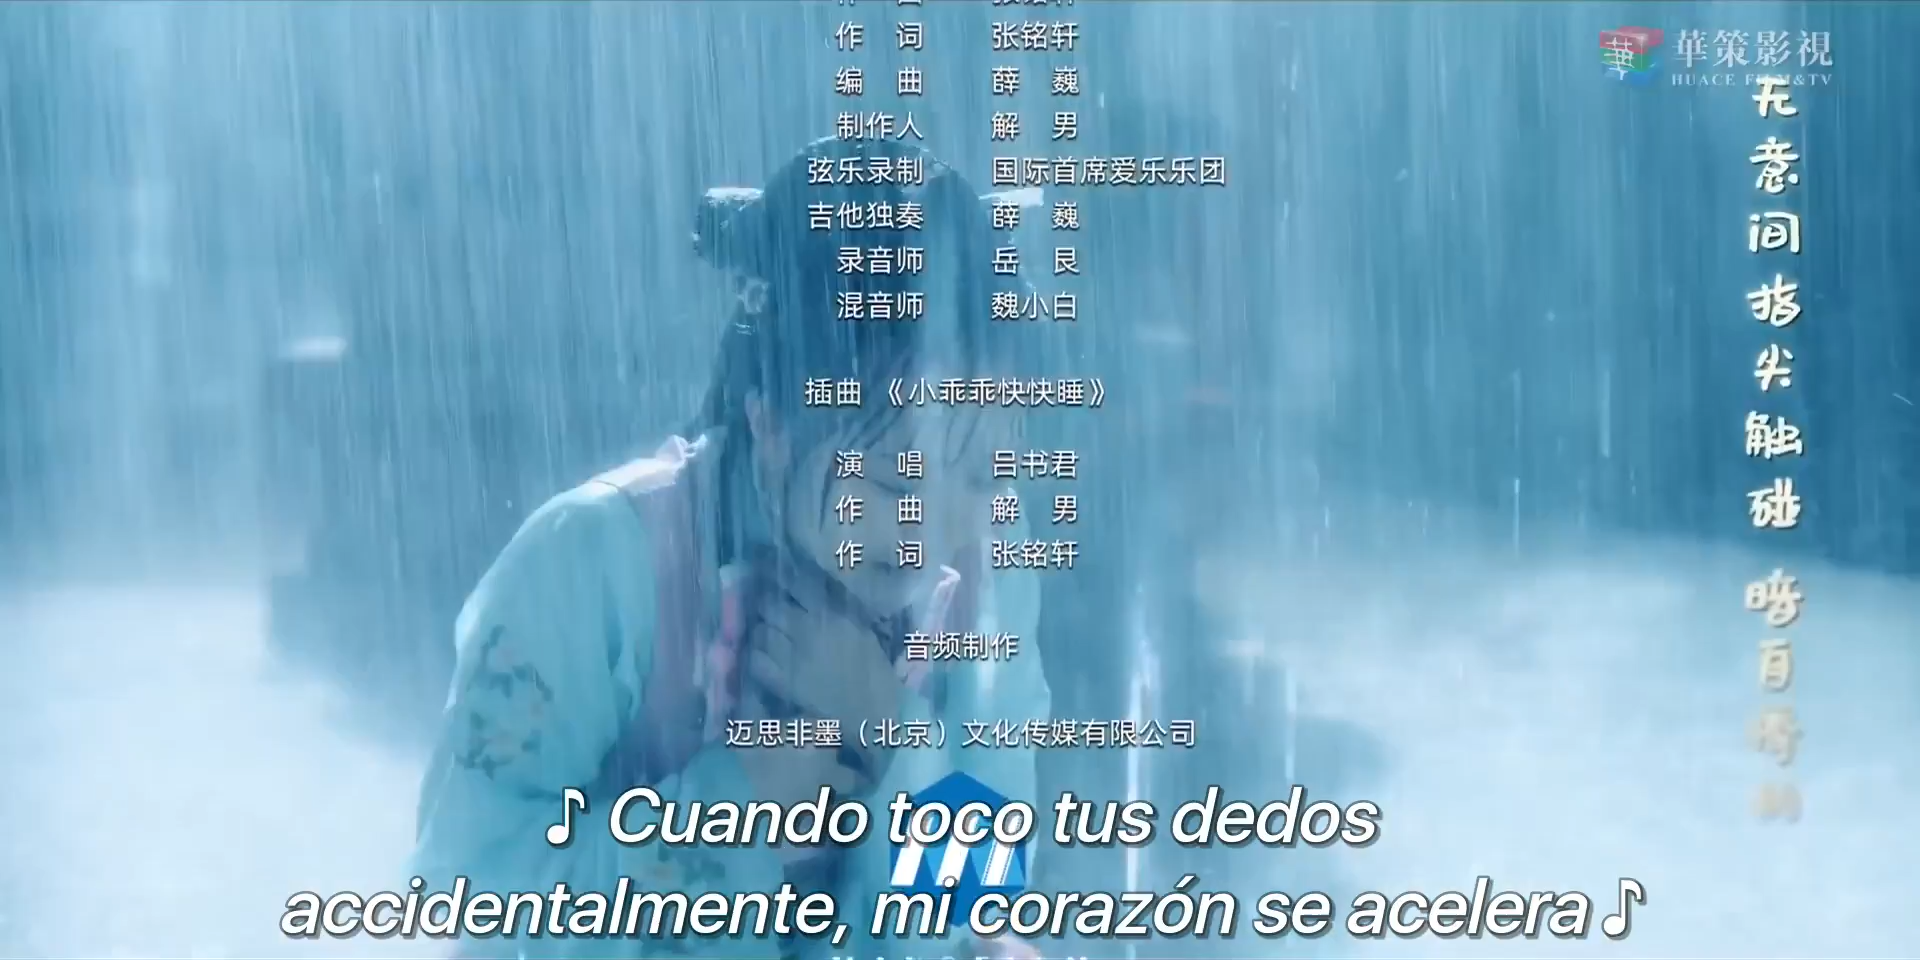 作 词 张铭轩
编 曲 薛 巍
制作人 解 男
弦乐录制 国际首席爱乐乐团
吉他独奏 薛 巍
录音师 岳 艮
混音师 魏小白
插曲 《小乖乖快快睡》
演 唱 吕书君
作 曲 解 男
作 词 张铭轩
音频制作
迈思非墨（北京）文化传媒有限公司
華策影視
HUACE FILM&TV
无意间指尖触碰 暗自
♪ Cuando toco tus dedos
accidentalmente, mi corazón se acelera♪